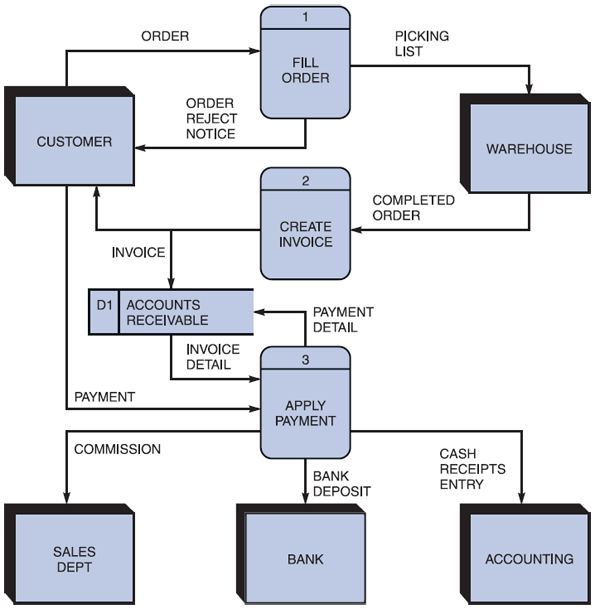 1
ORDER
PICKING
LIST
FILL
ORDER
ORDER
REJECT
NOTICE
CUSTOMER
WAREHOUSE
2
COMPLETED
ORDER
CREATE
INVOICE
INVOICE
D1
ACCOUNTS
RECEIVABLE
PAYMENT
DETAIL
INVOICE
DETAIL
3
PAYMENT
APPLY
PAYMENT
COMMISSION
CASH
RECEIPTS
ENTRY
BANK
DEPOSIT
SALES
DEPT
BANK
ACCOUNTING